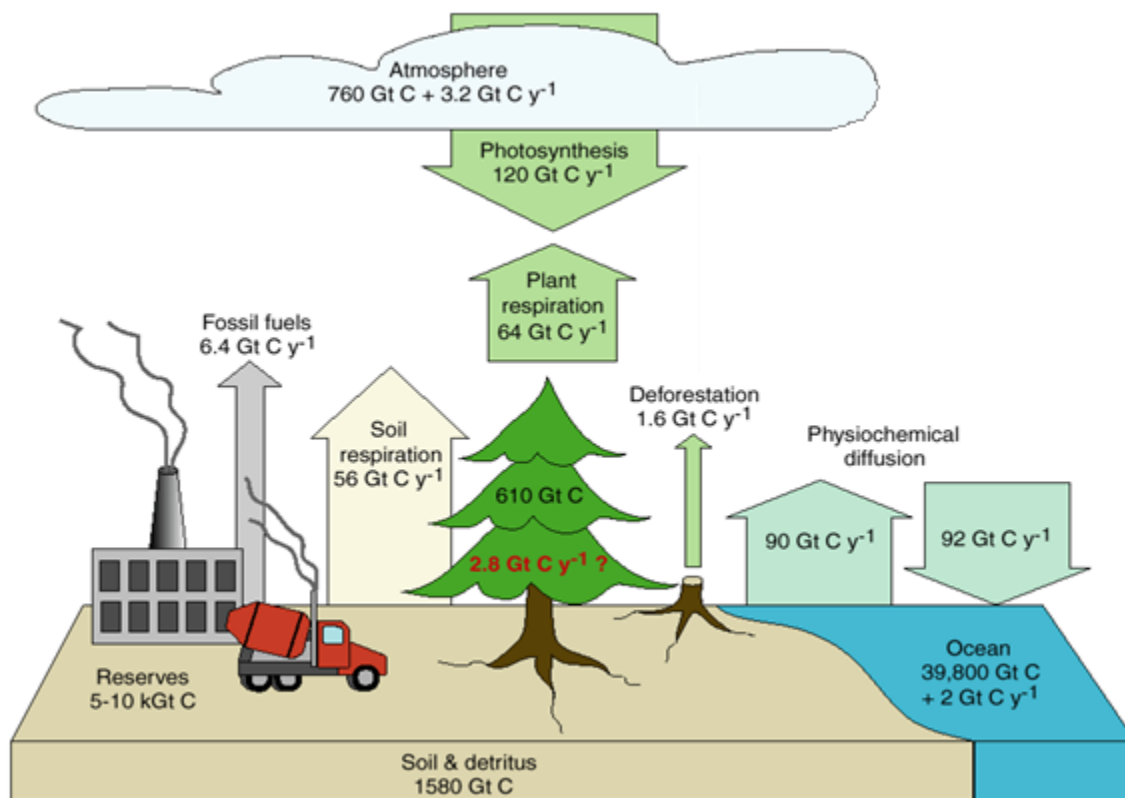 Atmosphere
760 Gt C + 3.2 Gt C y⁻¹
Photosynthesis
120 Gt C y⁻¹
Plant
respiration
64 Gt C y⁻¹
Fossil fuels
6.4 Gt C y⁻¹
Soil
respiration
56 Gt C y⁻¹
610 Gt C
2.8 Gt C y⁻¹ ?
Deforestation
1.6 Gt C y⁻¹
Physiochemical
diffusion
90 Gt C y⁻¹
92 Gt C y⁻¹
Reserves
5-10 kGt C
Ocean
39,800 Gt C
+ 2 Gt C y⁻¹
Soil & detritus
1580 Gt C